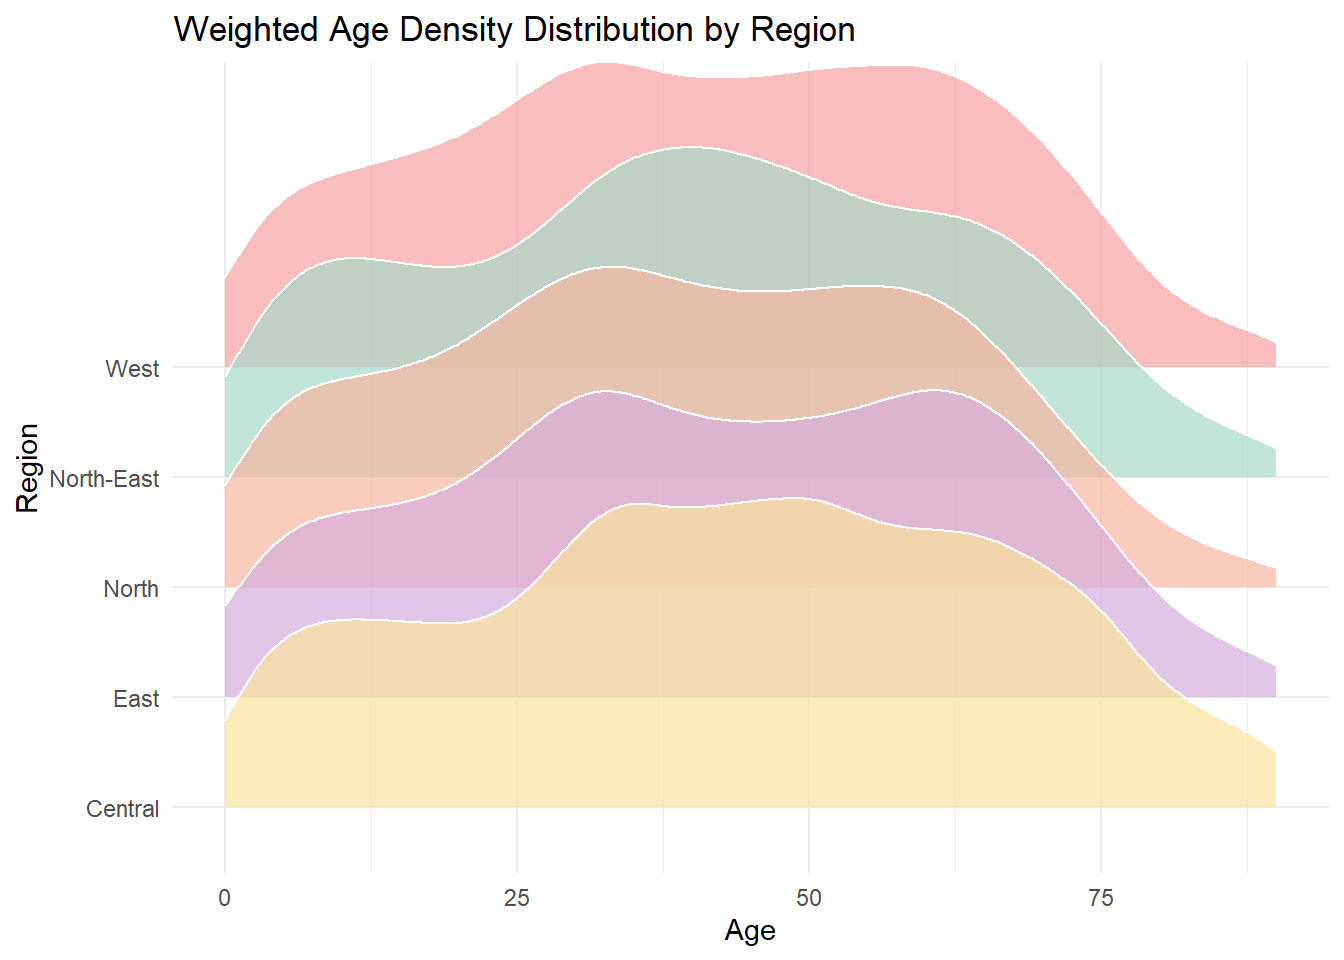 Weighted Age Density Distribution by Region
West
North-East
North
East
Central
Region
0 25 50 75
Age